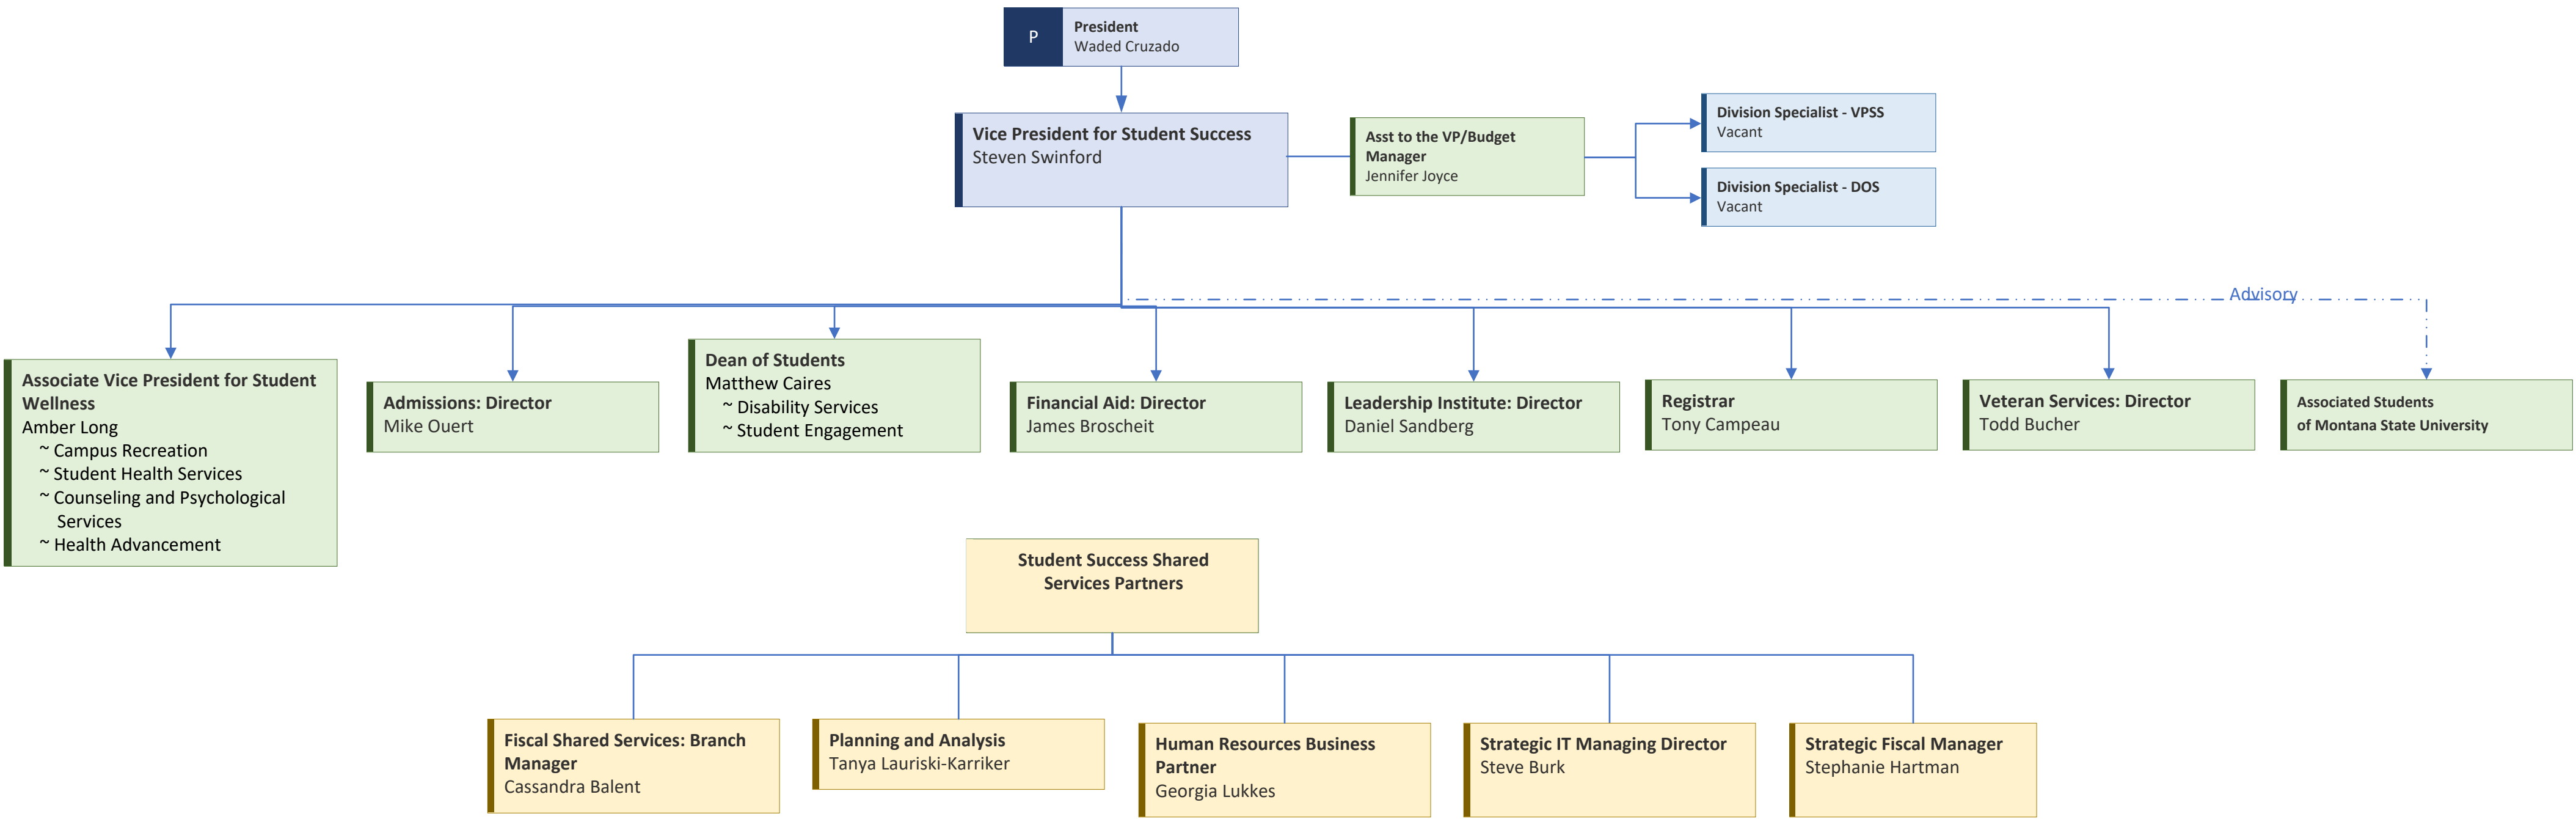 P
President
Waded Cruzado
Vice President for Student Success
Steven Swinford
Asst to the VP/Budget
Manager
Jennifer Joyce
Division Specialist - VPSS
Vacant
Division Specialist - DOS
Vacant
Advisory
Associate Vice President for Student
Wellness
Amber Long
~ Campus Recreation
~ Student Health Services
~ Counseling and Psychological
Services
~ Health Advancement
Admissions: Director
Mike Ouert
Dean of Students
Matthew Caires
~ Disability Services
~ Student Engagement
Financial Aid: Director
James Broscheit
Leadership Institute: Director
Daniel Sandberg
Registrar
Tony Campeau
Veteran Services: Director
Todd Bucher
Associated Students
of Montana State University
Student Success Shared
Services Partners
Fiscal Shared Services: Branch
Manager
Cassandra Balent
Planning and Analysis
Tanya Lauriski-Karriker
Human Resources Business
Partner
Georgia Lukkes
Strategic IT Managing Director
Steve Burk
Strategic Fiscal Manager
Stephanie Hartman